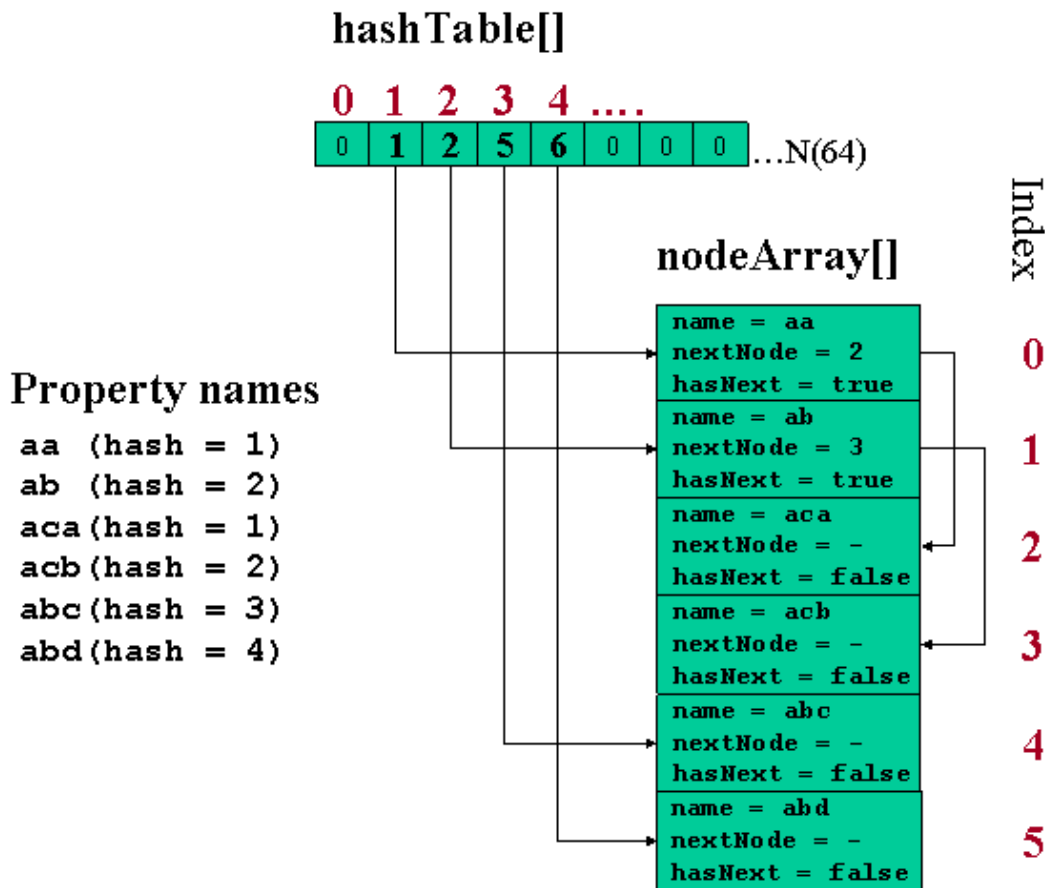 hashTable[]
0 1 2 3 4 ....
0 1 2 5 6 0 0 0 ...N(64)
Index
nodeArray[]
name = aa
nextNode = 2
hasNext = true
0
name = ab
nextNode = 3
hasNext = true
1
name = aca
nextNode = -
hasNext = false
2
name = acb
nextNode = -
hasNext = false
3
name = abc
nextNode = -
hasNext = false
4
name = abd
nextNode = -
hasNext = false
5
Property names
aa (hash = 1)
ab (hash = 2)
aca(hash = 1)
acb(hash = 2)
abc(hash = 3)
abd(hash = 4)